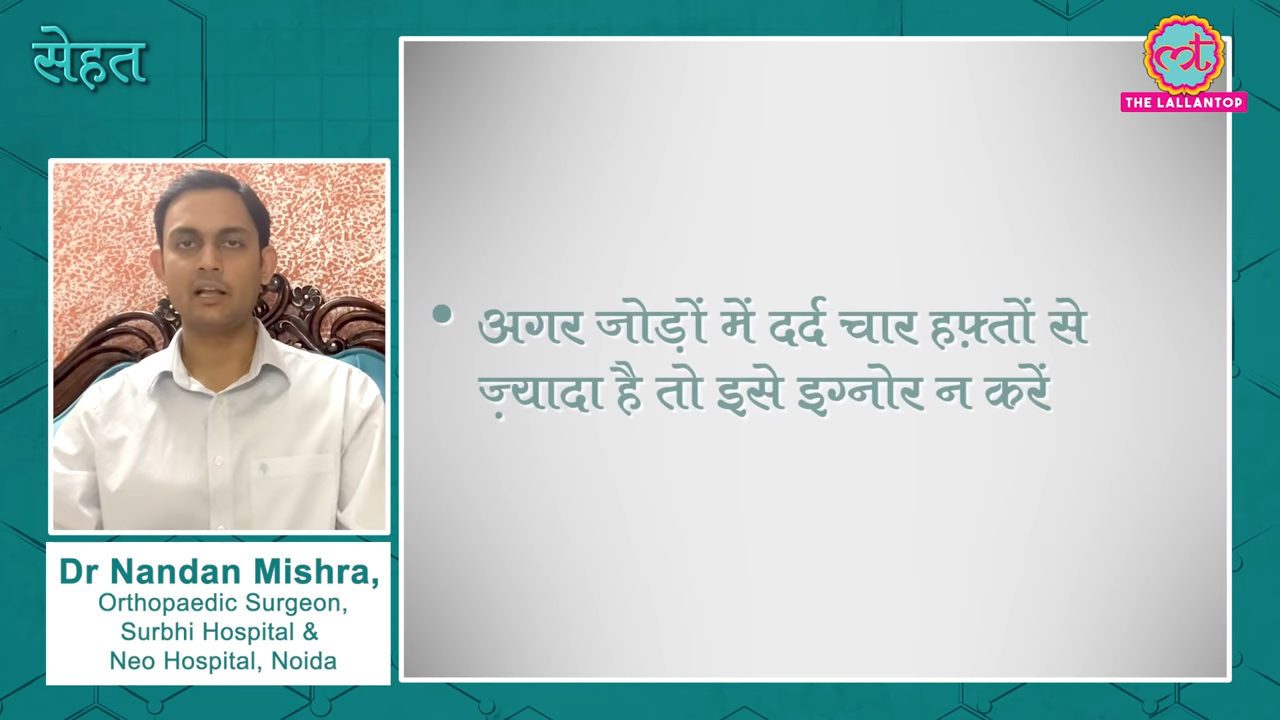 सेहत
THE LALLANTOP
• अगर जोड़ों में दर्द चार हफ़्तों से
ज़्यादा है तो इसे इग्नोर न करें
Dr Nandan Mishra,
Orthopaedic Surgeon,
Surbhi Hospital &
Neo Hospital, Noida